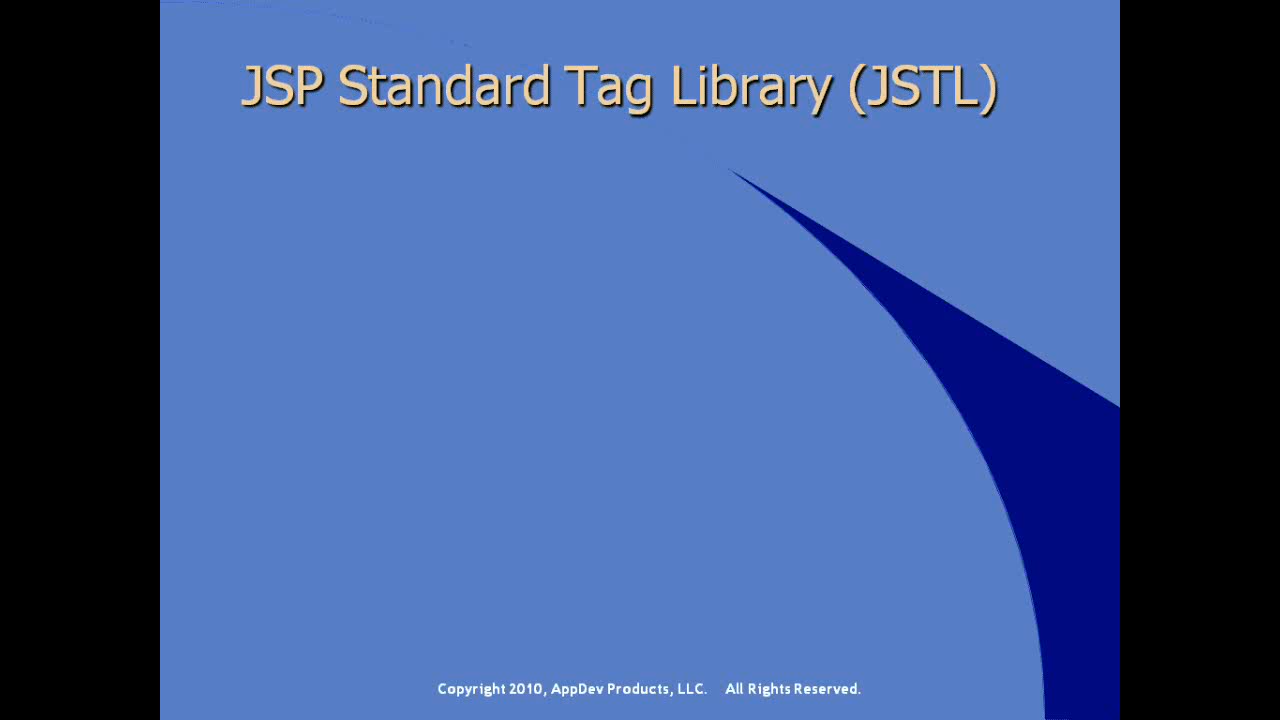 JSP Standard Tag Library (JSTL)
Copyright 2010, AppDev Products, LLC. All Rights Reserved.